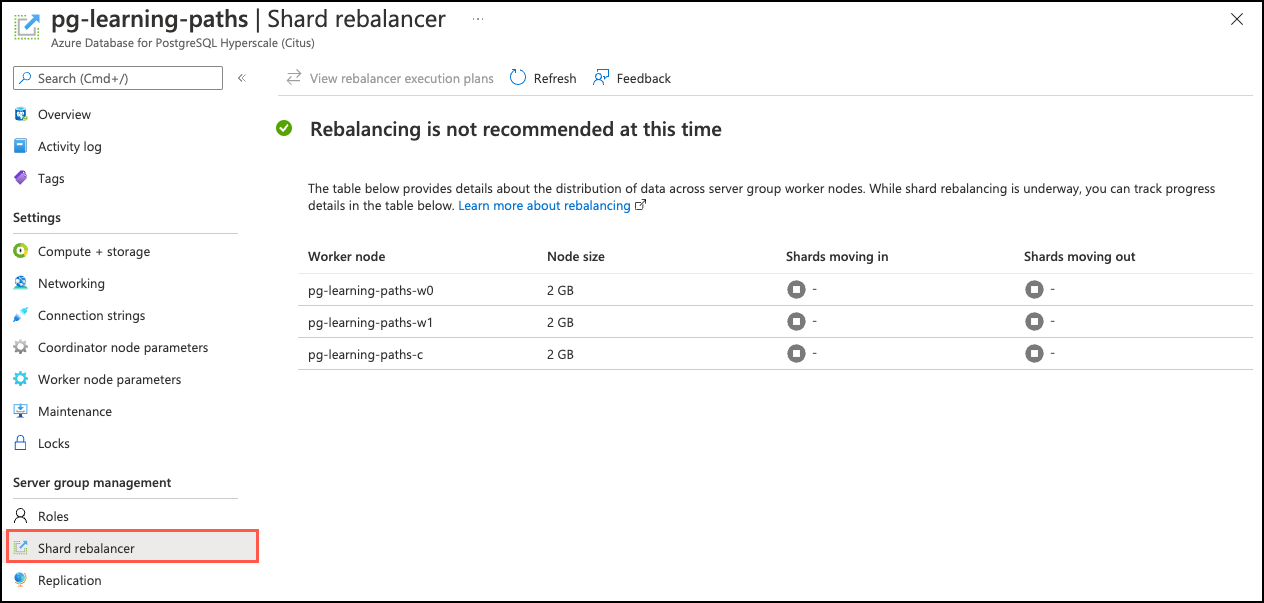 pg-learning-paths | Shard rebalancer ...
Azure Database for PostgreSQL Hyperscale (Citus)
Search (Cmd+/)
«
Overview
Activity log
Tags
Settings
Compute + storage
Networking
Connection strings
Coordinator node parameters
Worker node parameters
Maintenance
Locks
Server group management
Roles
Shard rebalancer
Replication
View rebalancer execution plans Refresh Feedback
Rebalancing is not recommended at this time
The table below provides details about the distribution of data across server group worker nodes. While shard rebalancing is underway, you can track progress
details in the table below. Learn more about rebalancing
Worker node Node size Shards moving in Shards moving out
pg-learning-paths-w0 2 GB - -
pg-learning-paths-w1 2 GB - -
pg-learning-paths-c 2 GB - -